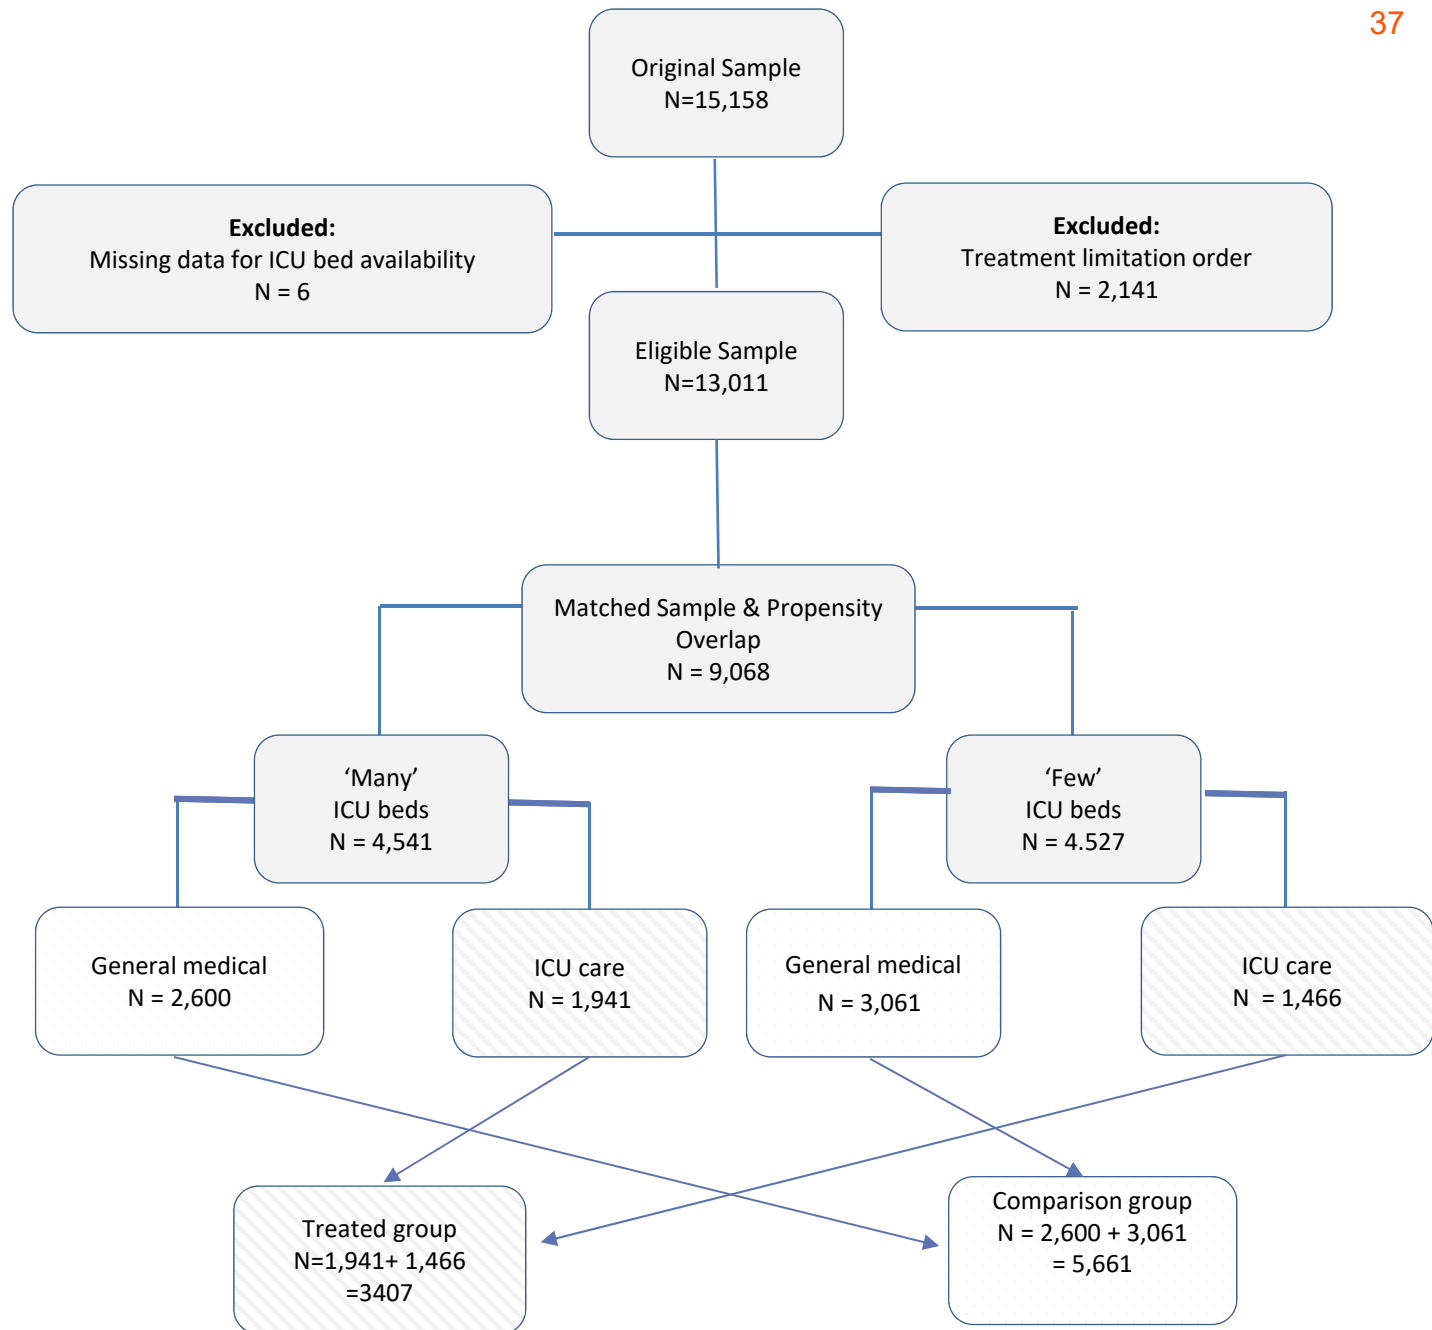 37
Original Sample
N=15,158
Excluded:
Missing data for ICU bed availability
N = 6
Excluded:
Treatment limitation order
N = 2,141
Eligible Sample
N=13,011
Matched Sample & Propensity
Overlap
N = 9,068
‘Many’
ICU beds
N = 4,541
‘Few’
ICU beds
N = 4.527
General medical
N = 2,600
ICU care
N = 1,941
General medical
N = 3,061
ICU care
N = 1,466
Treated group
N=1,941+ 1,466
=3407
Comparison group
N = 2,600 + 3,061
= 5,661